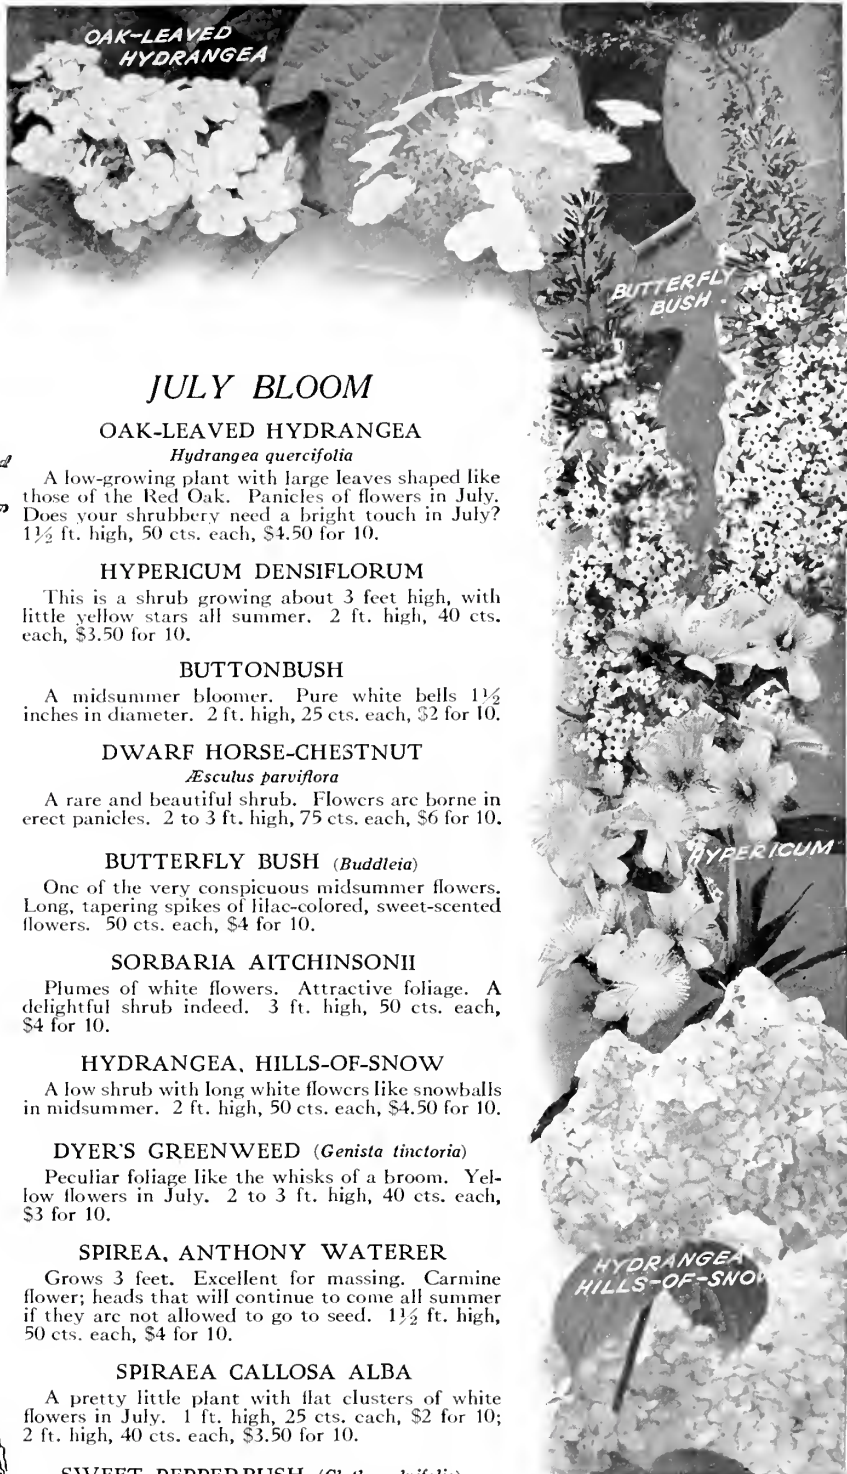 OAK-LEAVED
HYDRANGEA
BUTTERFLY
BUSH.
JULY BLOOM
OAK-LEAVED HYDRANGEA
Hydrangea quercifolia
A low-growing plant with large leaves shaped like
those of the Red Oak. Panicles of flowers in July.
Does your shrubbery need a bright touch in July?
1½ ft. high, 50 cts. each, $4.50 for 10.
HYPERICUM DENSIFLORUM
This is a shrub growing about 3 feet high, with
little yellow stars all summer. 2 ft. high, 40 cts.
each, $3.50 for 10.
BUTTONBUSH
A midsummer bloomer. Pure white bells 1½
inches in diameter. 2 ft. high, 25 cts. each, $2 for 10.
DWARF HORSE-CHESTNUT
Æsculus parviflora
A rare and beautiful shrub. Flowers are borne in
erect panicles. 2 to 3 ft. high, 75 cts. each, $6 for 10.
BUTTERFLY BUSH (Buddleia)
One of the very conspicuous midsummer flowers.
Long, tapering spikes of lilac-colored, sweet-scented
flowers. 50 cts. each, $4 for 10.
SORBARIA AITCHINSONII
Plumes of white flowers. Attractive foliage. A
delightful shrub indeed. 3 ft. high, 50 cts. each,
$4 for 10.
HYDRANGEA, HILLS-OF-SNOW
A low shrub with long white flowers like snowballs
in midsummer. 2 ft. high, 50 cts. each, $4.50 for 10.
DYER'S GREENWEED (Genista tinctoria)
Peculiar foliage like the whisks of a broom. Yel-
low flowers in July. 2 to 3 ft. high, 40 cts. each,
$3 for 10.
SPIREA, ANTHONY WATERER
Grows 3 feet. Excellent for massing. Carmine
flower; heads that will continue to come all summer
if they are not allowed to go to seed. 1½ ft. high,
50 cts. each, $4 for 10.
SPIRAEA CALLOSA ALBA
A pretty little plant with flat clusters of white
flowers in July. 1 ft. high, 25 cts. each, $2 for 10;
2 ft. high, 40 cts. each, $3.50 for 10.
HYPERICUM
HYDRANGEA
HILLS-OF-SNOW